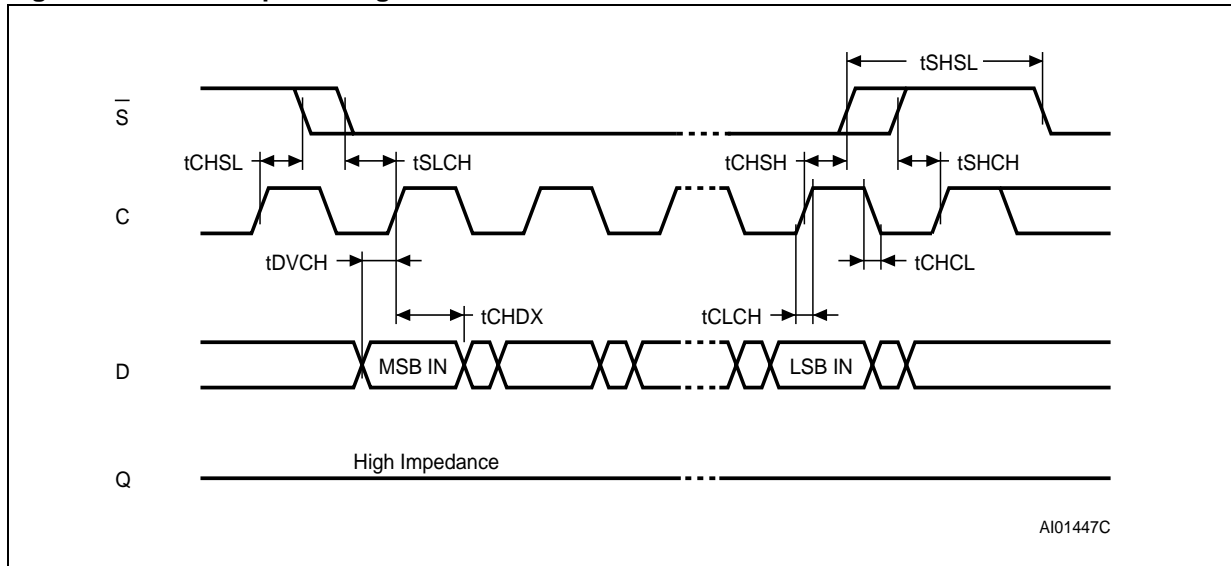 tSHSL
S
tCHSL
tSLCH
tCHSH
tSHCH
C
tDVCH
tCHCL
tCHDX
tCLCH
D
MSB IN
LSB IN
High Impedance
Q
AI01447C